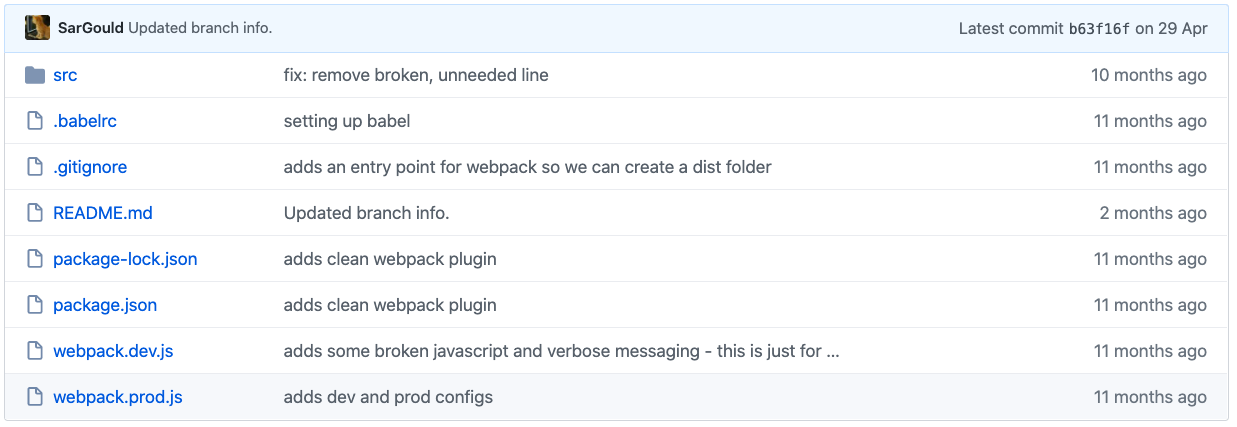 SarGould Updated branch info. Latest commit b63f16f on 29 Apr
src fix: remove broken, unneeded line 10 months ago
.babelrc setting up babel 11 months ago
.gitignore adds an entry point for webpack so we can create a dist folder 11 months ago
README.md Updated branch info. 2 months ago
package-lock.json adds clean webpack plugin 11 months ago
package.json adds clean webpack plugin 11 months ago
webpack.dev.js adds some broken javascript and verbose messaging - this is just for ... 11 months ago
webpack.prod.js adds dev and prod configs 11 months ago